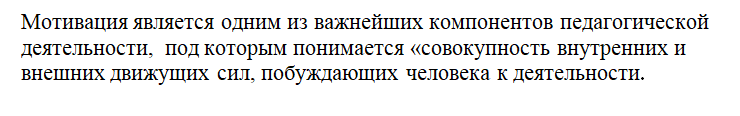 Мотивация является одним из важнейших компонентов педагогической
деятельности,  под которым понимается «совокупность внутренних и
внешних движущих сил, побуждающих человека к деятельности.